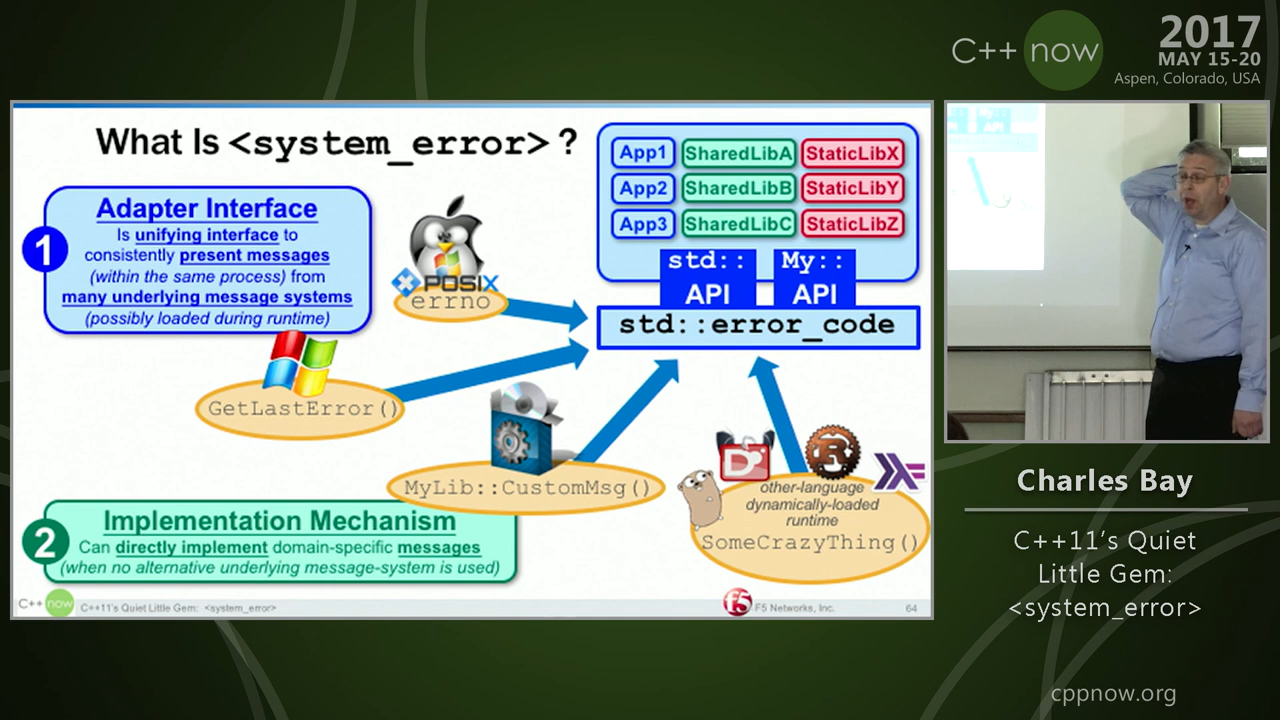 C++ now
2017
MAY 15-20
Aspen, Colorado, USA
What Is <system_error> ?
1
Adapter Interface
Is unifying interface to
consistently present messages
(within the same process) from
many underlying message systems
(possibly loaded during runtime)
POSIX
errno
App1 SharedLibA StaticLibX
App2 SharedLibB StaticLibY
App3 SharedLibC StaticLibZ
std:: My::
API API
std::error_code
GetLastError()
MyLib::CustomMsg()
D
R
other-language
dynamically-loaded
runtime
SomeCrazyThing()
2
Implementation Mechanism
Can directly implement domain-specific messages
(when no alternative underlying message-system is used)
C++ now C++11's Quiet Little Gem: <system_error> f5 F5 Networks, Inc. 64
Charles Bay
C++11's Quiet
Little Gem:
<system_error>
cppnow.org